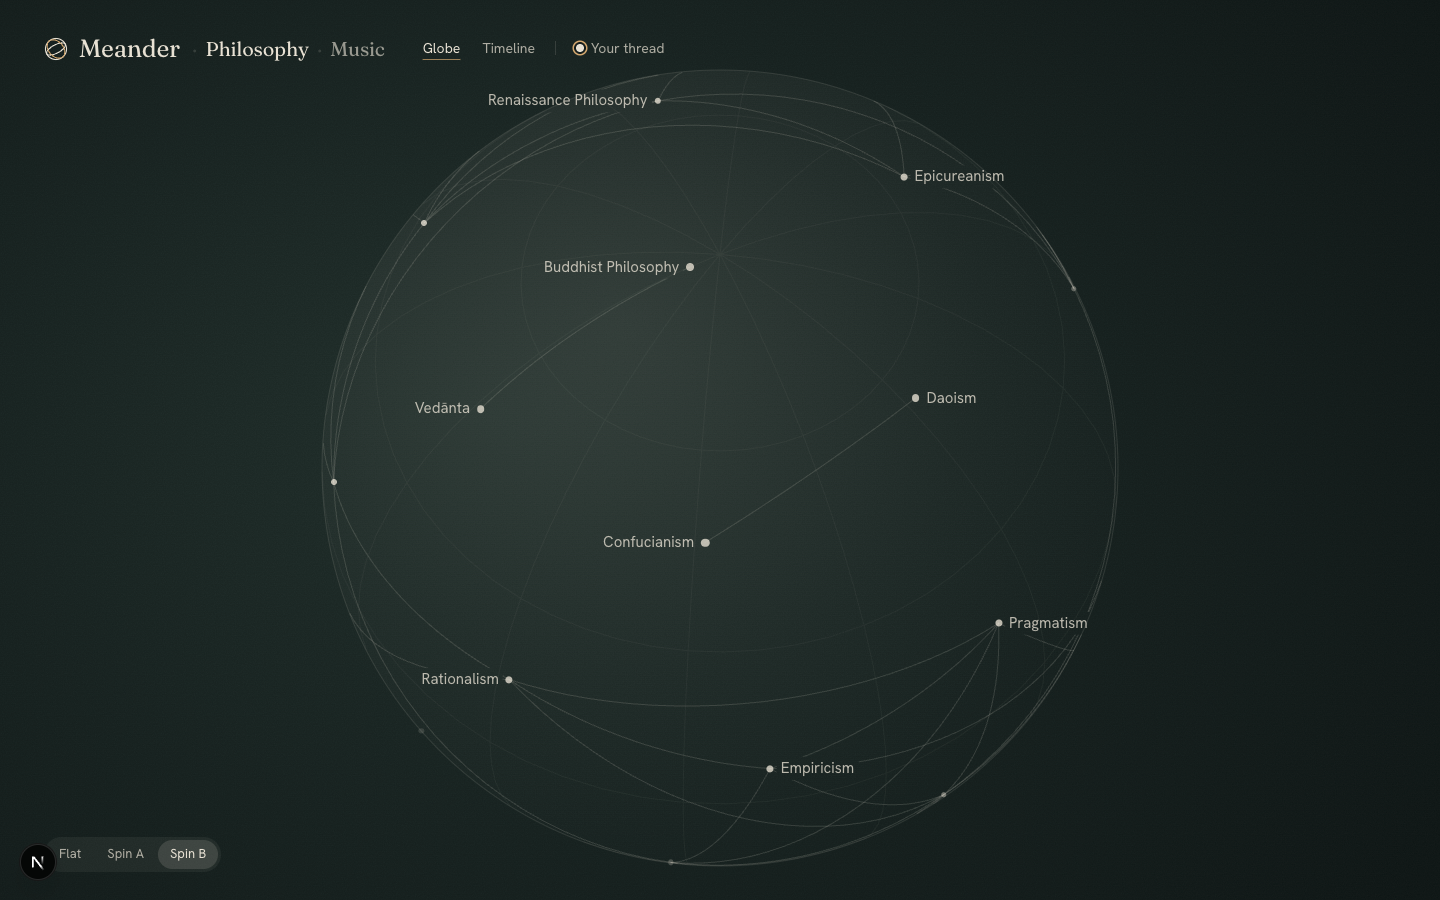 Meander · Philosophy · Music
Globe
Timeline
Your thread
Renaissance Philosophy
Epicureanism
Buddhist Philosophy
Vedānta
Daoism
Confucianism
Pragmatism
Rationalism
Empiricism
N
Flat
Spin A
Spin B